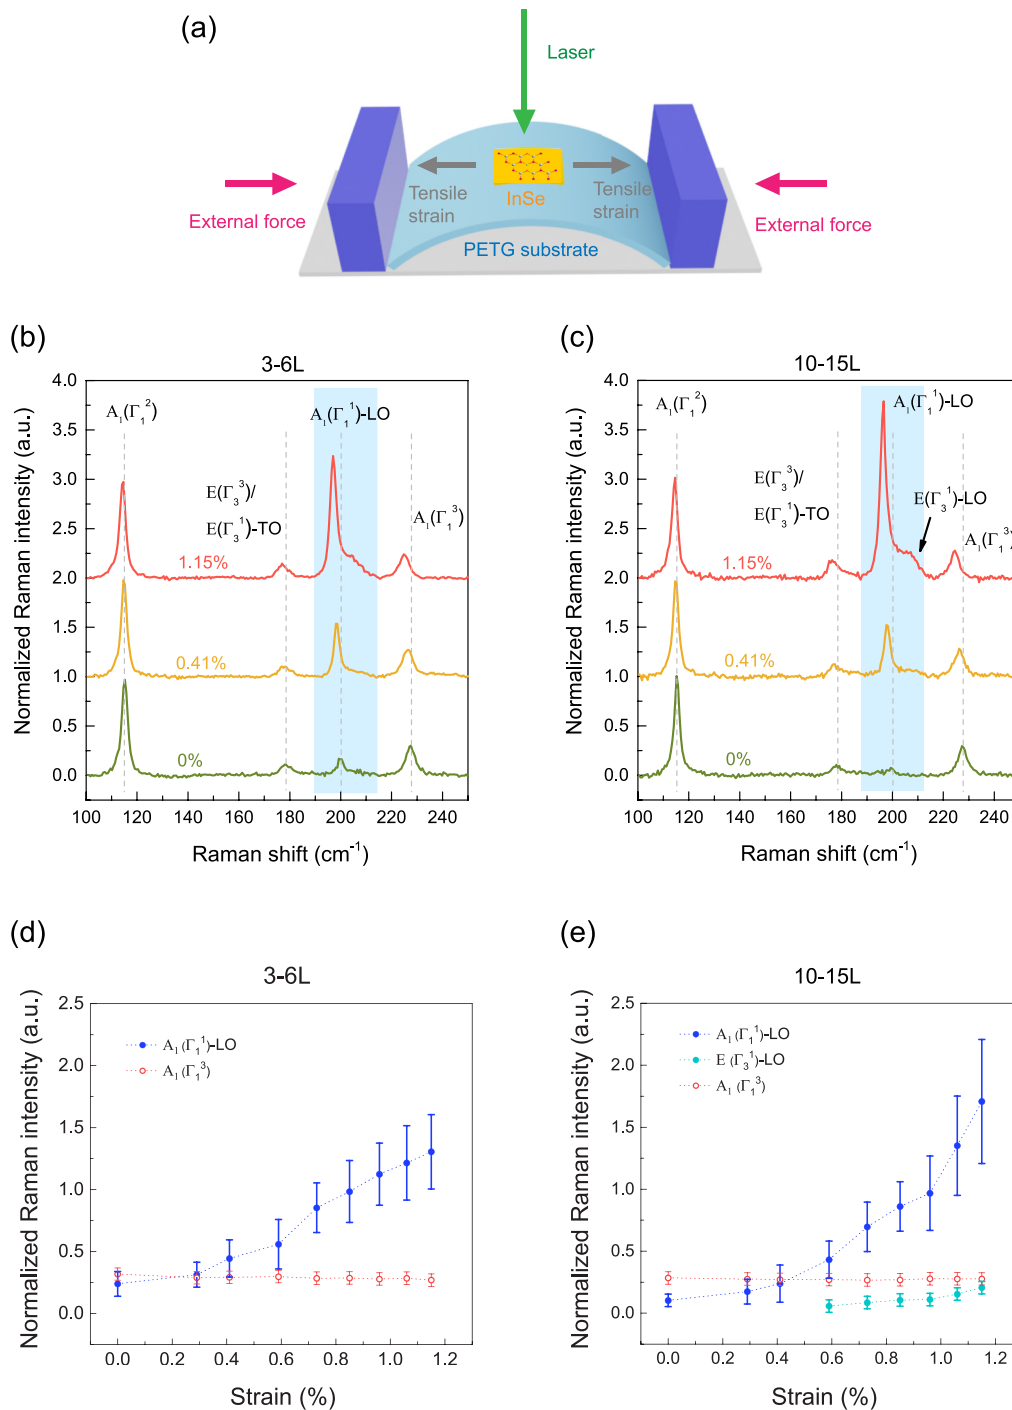 (a)
Laser
Tensile strain
InSe
Tensile strain
External force
External force
PETG substrate
(b)
3-6L
Normalized Raman intensity (a.u.)
4.0
3.5
3.0
2.5
2.0
1.5
1.0
0.5
0.0
A₁(Γ₁²)
A₁(Γ₁¹)-LO
E(Γ₃³)/
E(Γ₃¹)-TO
A₁(Γ₁³)
1.15%
0.41%
0%
100 120 140 160 180 200 220 240
Raman shift (cm⁻¹)
(c)
10-15L
Normalized Raman intensity (a.u.)
4.0
3.5
3.0
2.5
2.0
1.5
1.0
0.5
0.0
A₁(Γ₁²)
A₁(Γ₁¹)-LO
E(Γ₃³)/
E(Γ₃¹)-TO
E(Γ₃¹)-LO
A₁(Γ₁³)
1.15%
0.41%
0%
100 120 140 160 180 200 220 240
Raman shift (cm⁻¹)
(d)
3-6L
Normalized Raman intensity (a.u.)
2.5
2.0
1.5
1.0
0.5
0.0
A₁(Γ₁¹)-LO
A₁(Γ₁³)
0.0 0.2 0.4 0.6 0.8 1.0 1.2
Strain (%)
(e)
10-15L
Normalized Raman intensity (a.u.)
2.5
2.0
1.5
1.0
0.5
0.0
A₁(Γ₁¹)-LO
E(Γ₃¹)-LO
A₁(Γ₁³)
0.0 0.2 0.4 0.6 0.8 1.0 1.2
Strain (%)